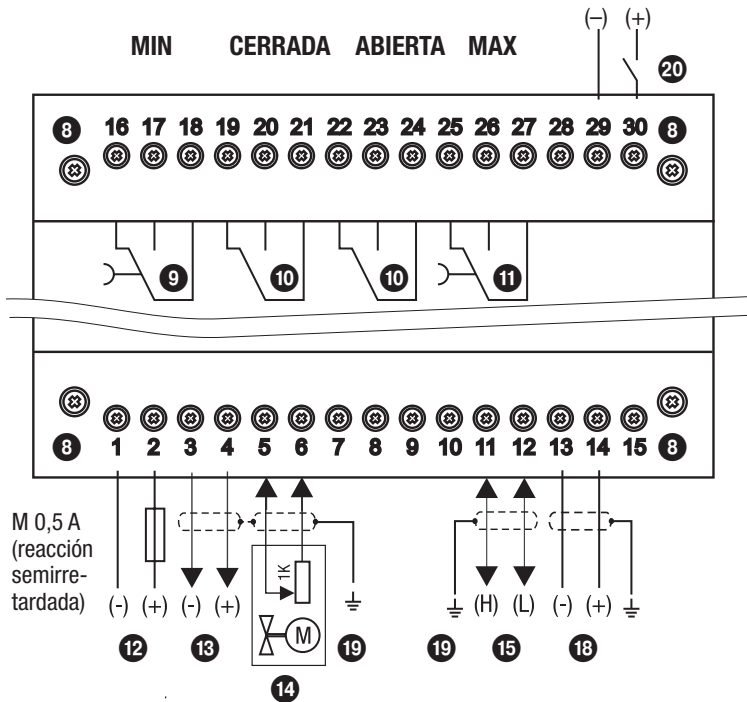 (–) (+)
MIN CERRADA ABIERTA MAX
20
8 16 17 18 19 20 21 22 23 24 25 26 27 28 29 30 8
9 10 10 11
8 1 2 3 4 5 6 7 8 9 10 11 12 13 14 15 8
M 0,5 A
(reacción
semirre-
tardada)
1K
M
(-) (+) (-) (+) (H) (L) (-) (+)
12 13 19 19 15 18
14